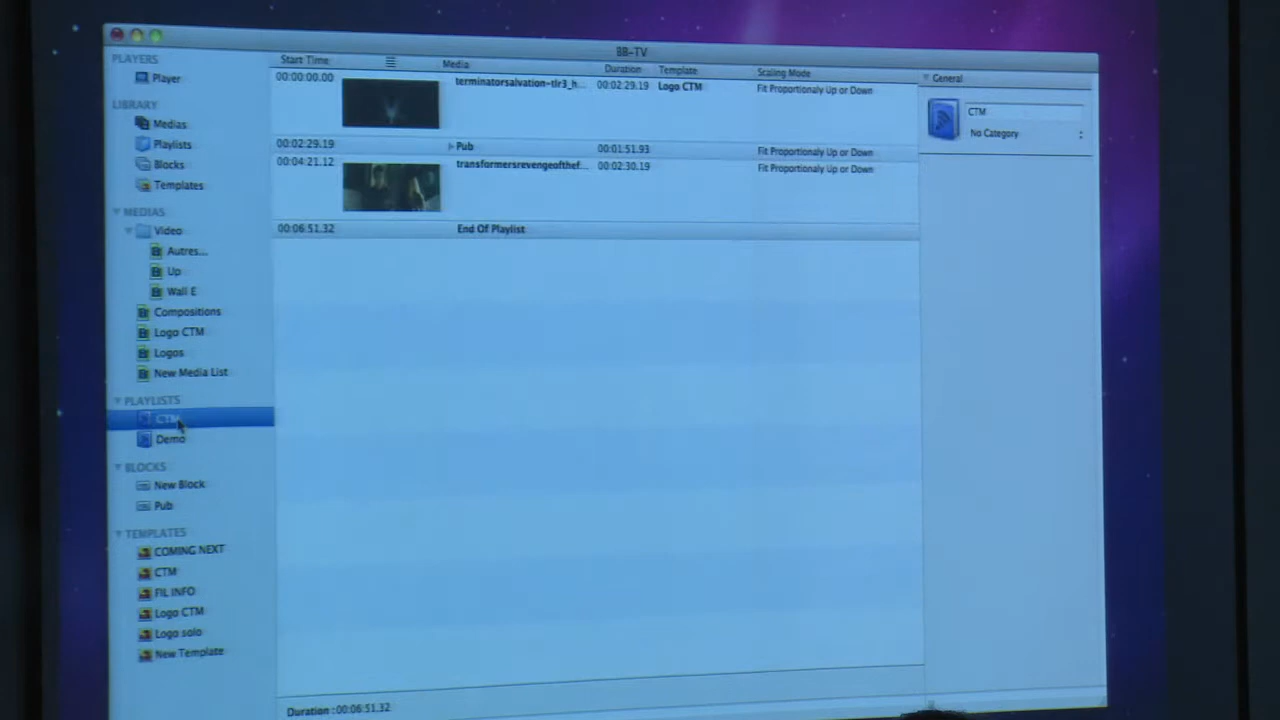 BB-TV
PLAYERS
Player
LIBRARY
Medias
Playlists
Blocks
Templates
MEDIAS
Video
Autres...
Up
Wall E
Compositions
Logo CTM
Logos
New Media List
PLAYLISTS
CTM
Demo
BLOCKS
New Block
Pub
TEMPLATES
COMING NEXT
CTM
FIL INFO
Logo CTM
Logo solo
New Template
Start Time Media Duration Template Scaling Mode
00:00:00.00 terminatorsalvation-tlr3_h... 00:02:29.19 Logo CTM Fit Proportionaly Up or Down
00:02:29.19 Pub 00:01:51.93 Fit Proportionaly Up or Down
00:04:21.12 transformersrevengeofthef... 00:02:30.19 Fit Proportionaly Up or Down
00:06:51.32 End Of Playlist
Duration :00:06:51.32
General
CTM
No Category